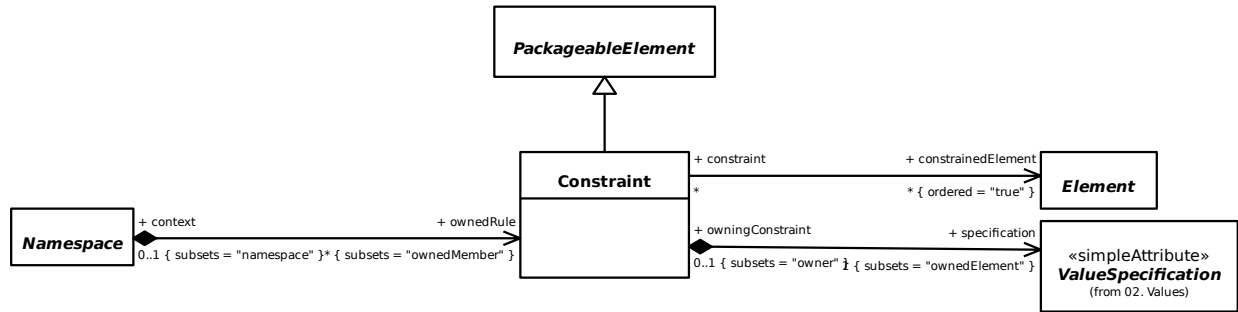 PackageableElement
+ constraint
+ constrainedElement
Constraint
Element
*
* { ordered = "true" }
+ context
+ ownedRule
+ owningConstraint
+ specification
Namespace
0..1 { subsets = "namespace" }
* { subsets = "ownedMember" }
0..1 { subsets = "owner" }
1 { subsets = "ownedElement" }
«simpleAttribute»
ValueSpecification
(from 02. Values)